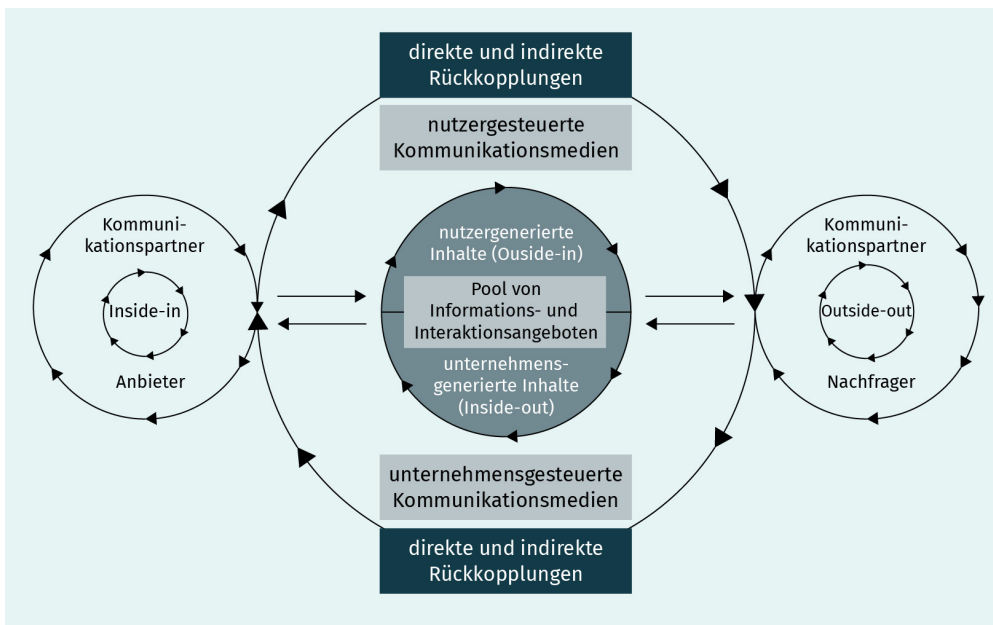 direkte und indirekte
Rückkopplungen
nutzergesteuerte
Kommunikationsmedien
Kommuni-
kationspartner
Inside-in
Anbieter
nutzergenerierte
Inhalte (Ouside-in)
Pool von
Informations- und
Interaktionsangeboten
unternehmens-
generierte Inhalte
(Inside-out)
Kommuni-
kationspartner
Outside-out
Nachfrager
unternehmensgesteuerte
Kommunikationsmedien
direkte und indirekte
Rückkopplungen